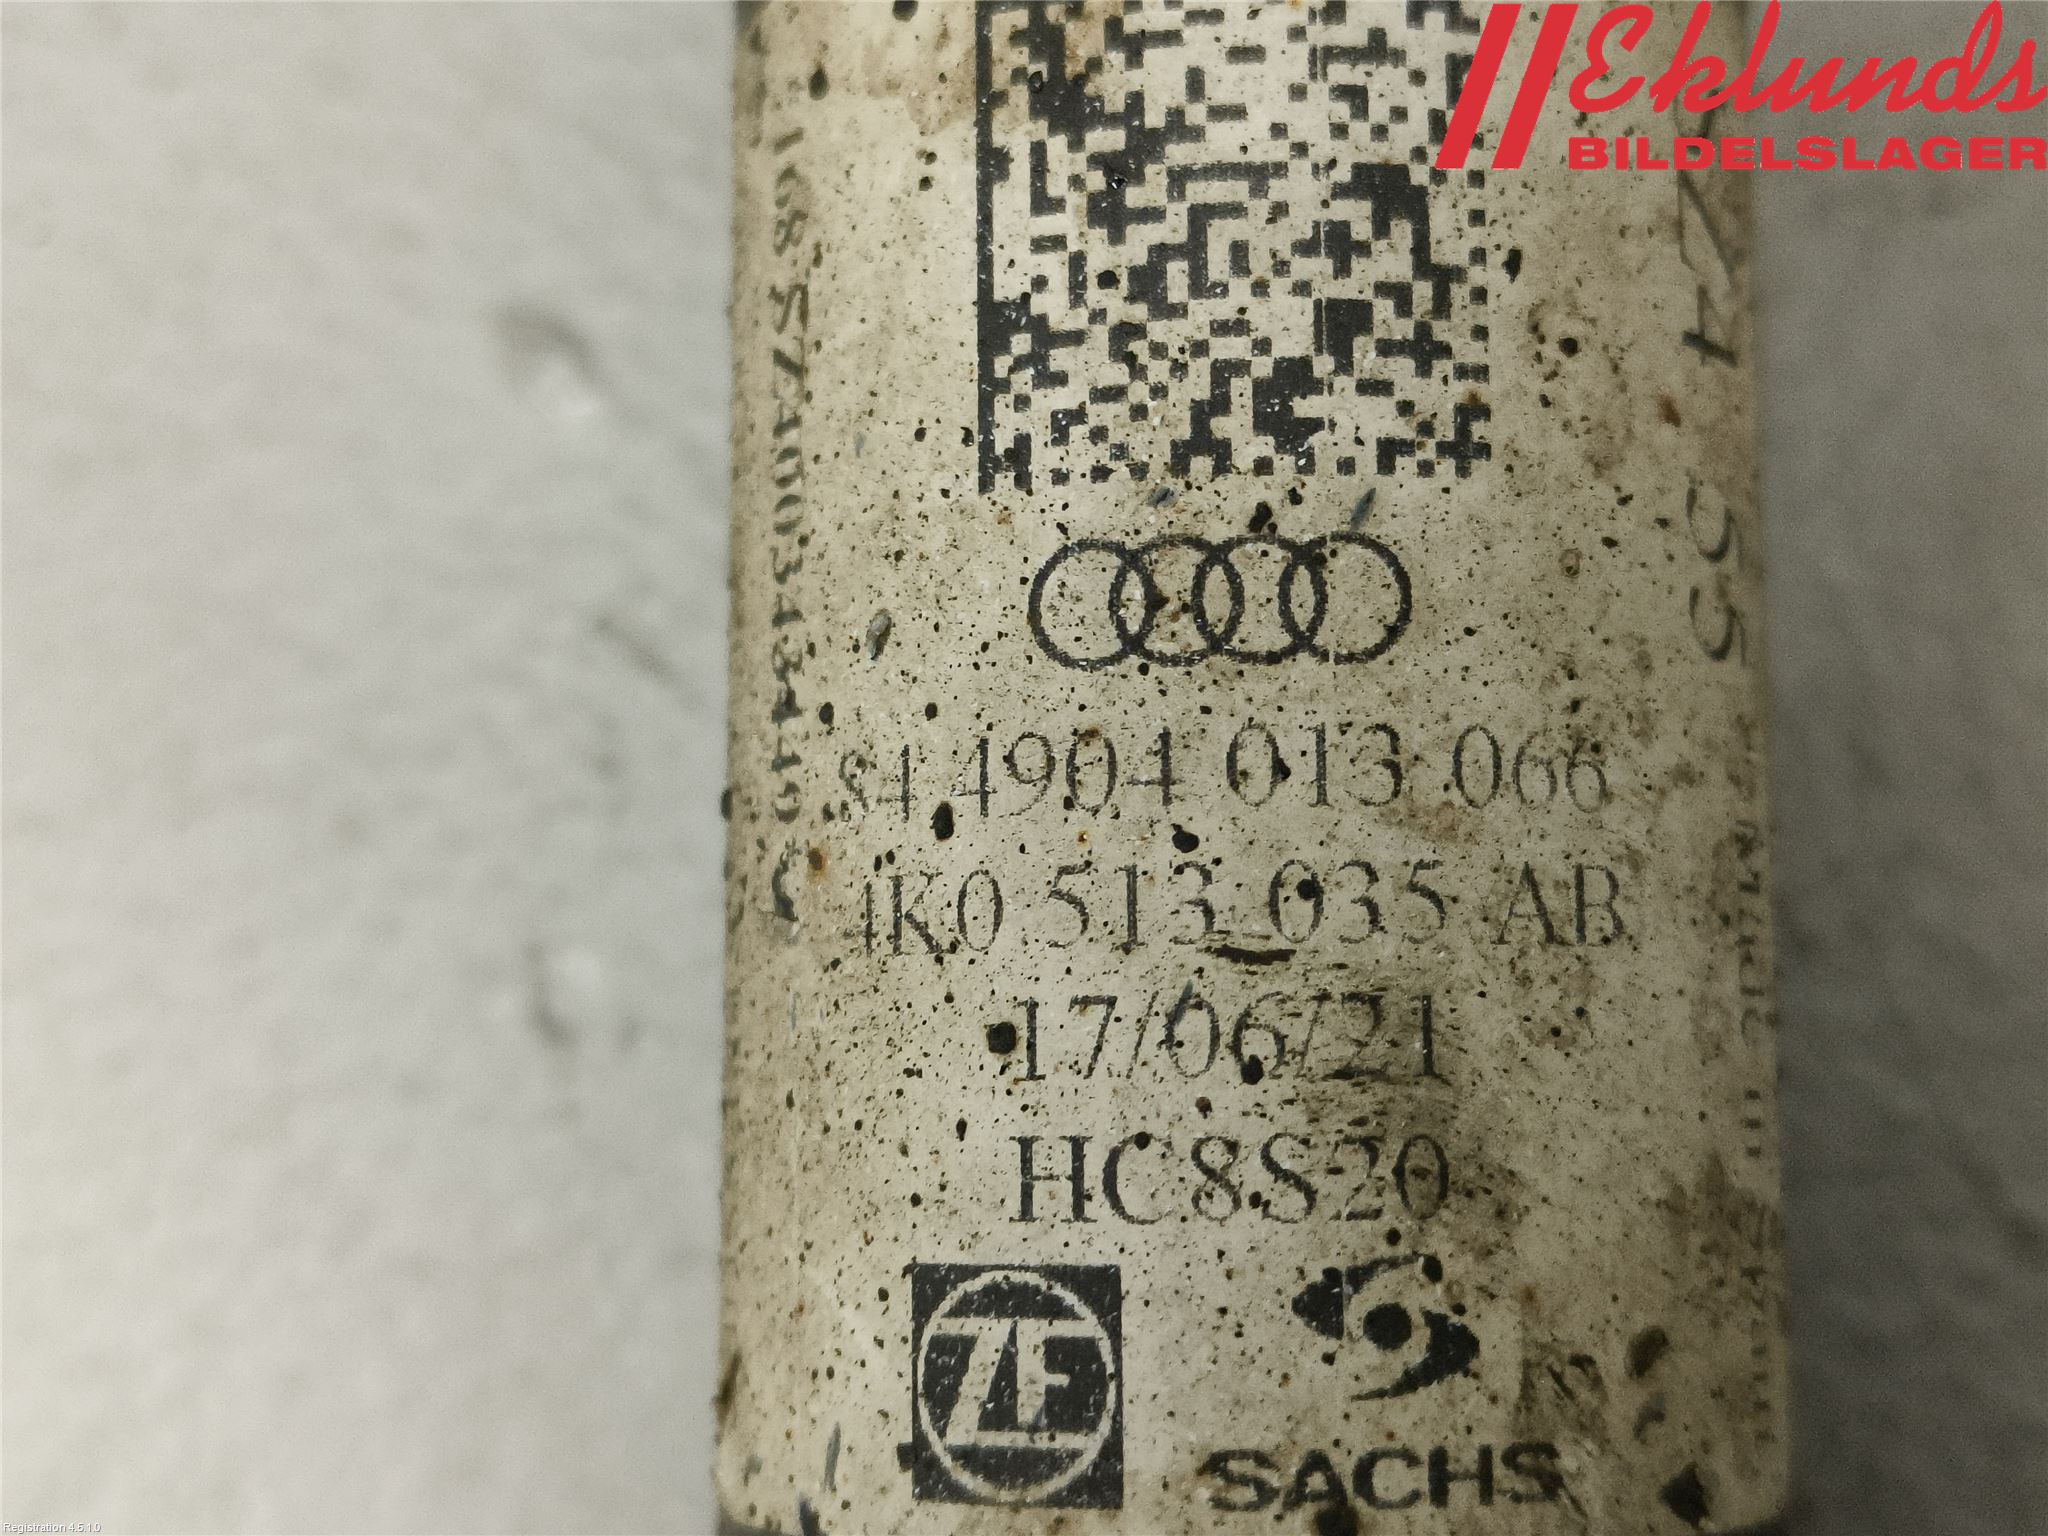 Eklunds
BILDELSLAGER
84 4904 013 066
4K0 513 035 AB
17/06/21
HC8S20
ZF
SACHS
55
Registration 4.5.1.0